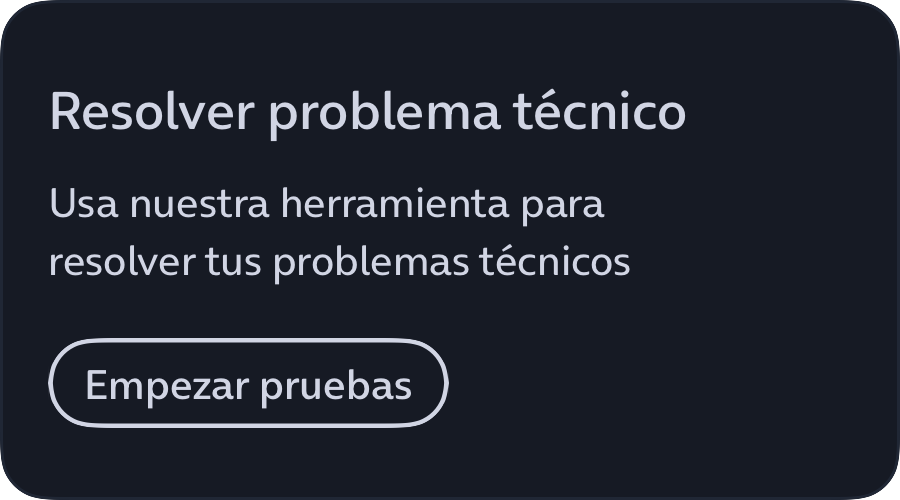 Resolver problema técnico
Usa nuestra herramienta para
resolver tus problemas técnicos
Empezar pruebas